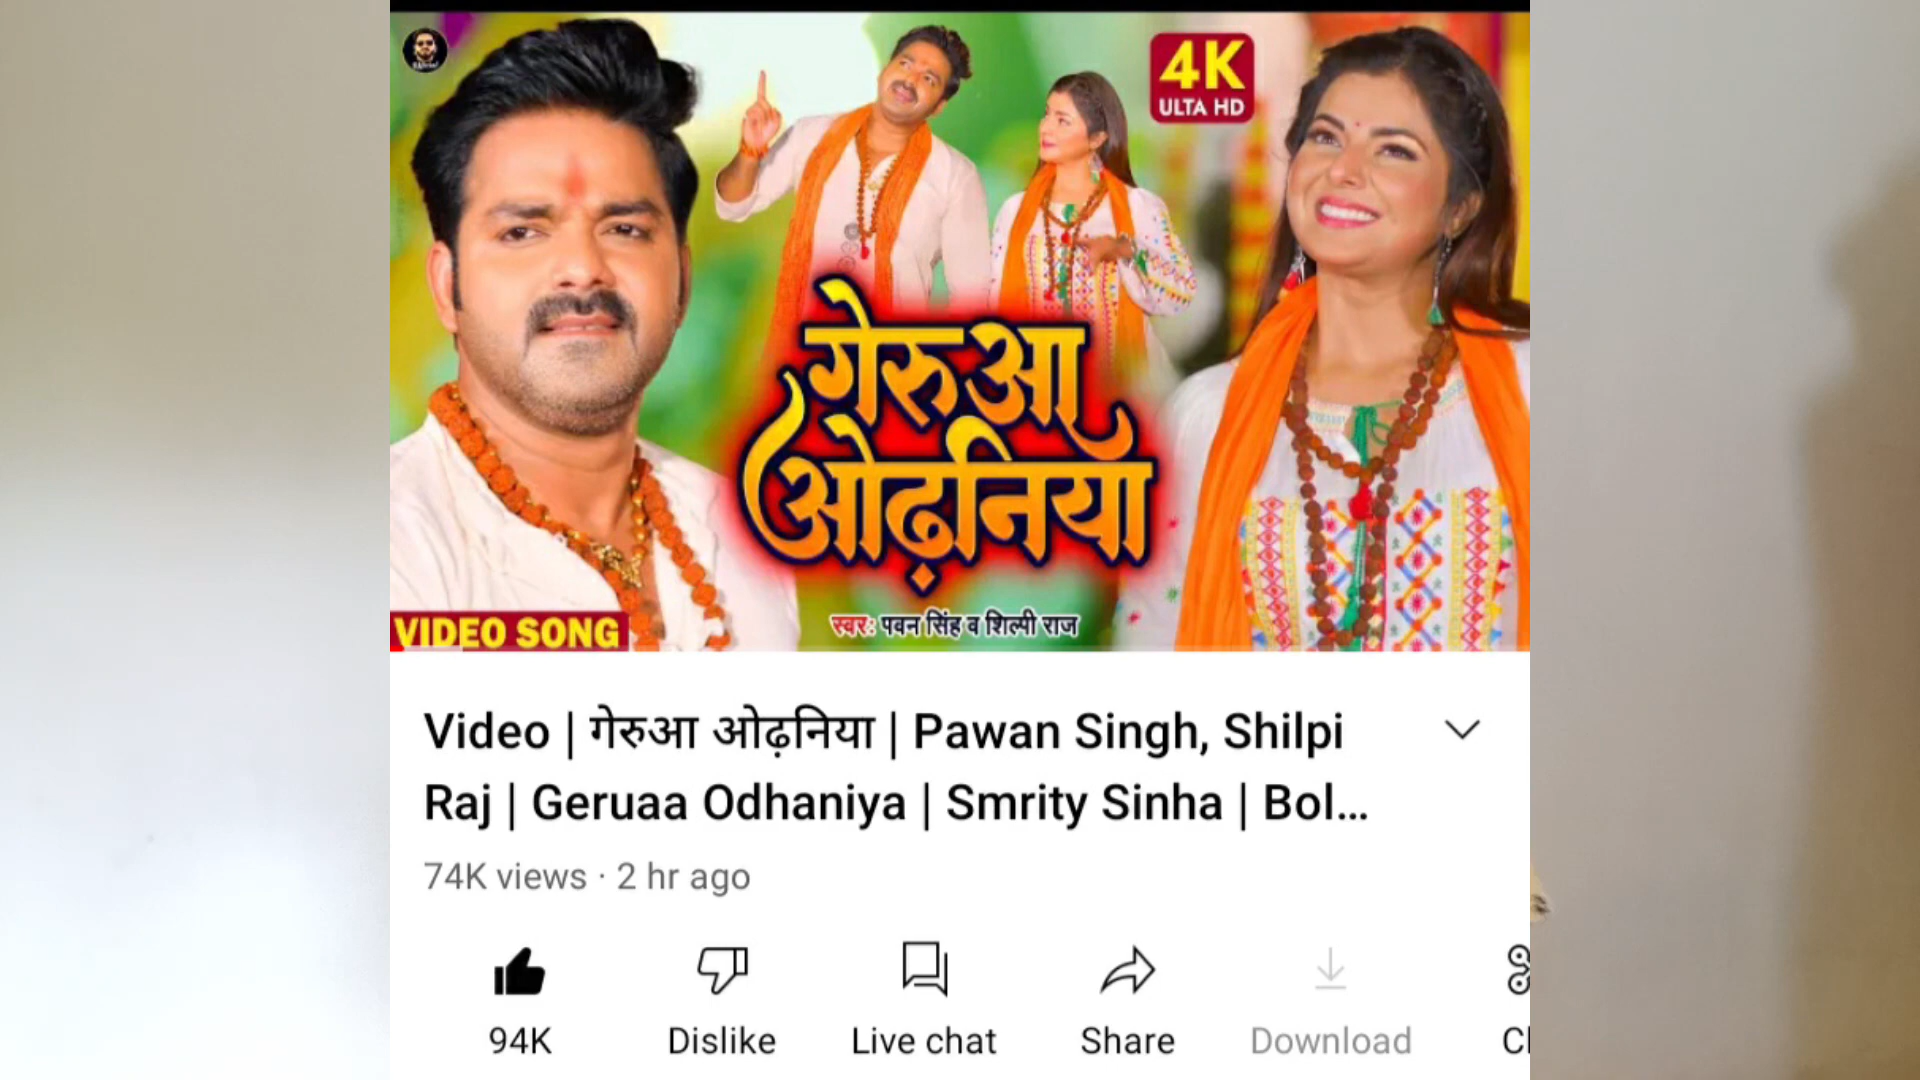 4K
ULTA HD
गेरुआ
ओढ़निया
स्वरः पवन सिंह व शिल्पी राज
VIDEO SONG
Video | गेरुआ ओढ़निया | Pawan Singh, Shilpi
Raj | Geruaa Odhaniya | Smrity Sinha | Bol...
74K views · 2 hr ago
94K
Dislike
Live chat
Share
Download